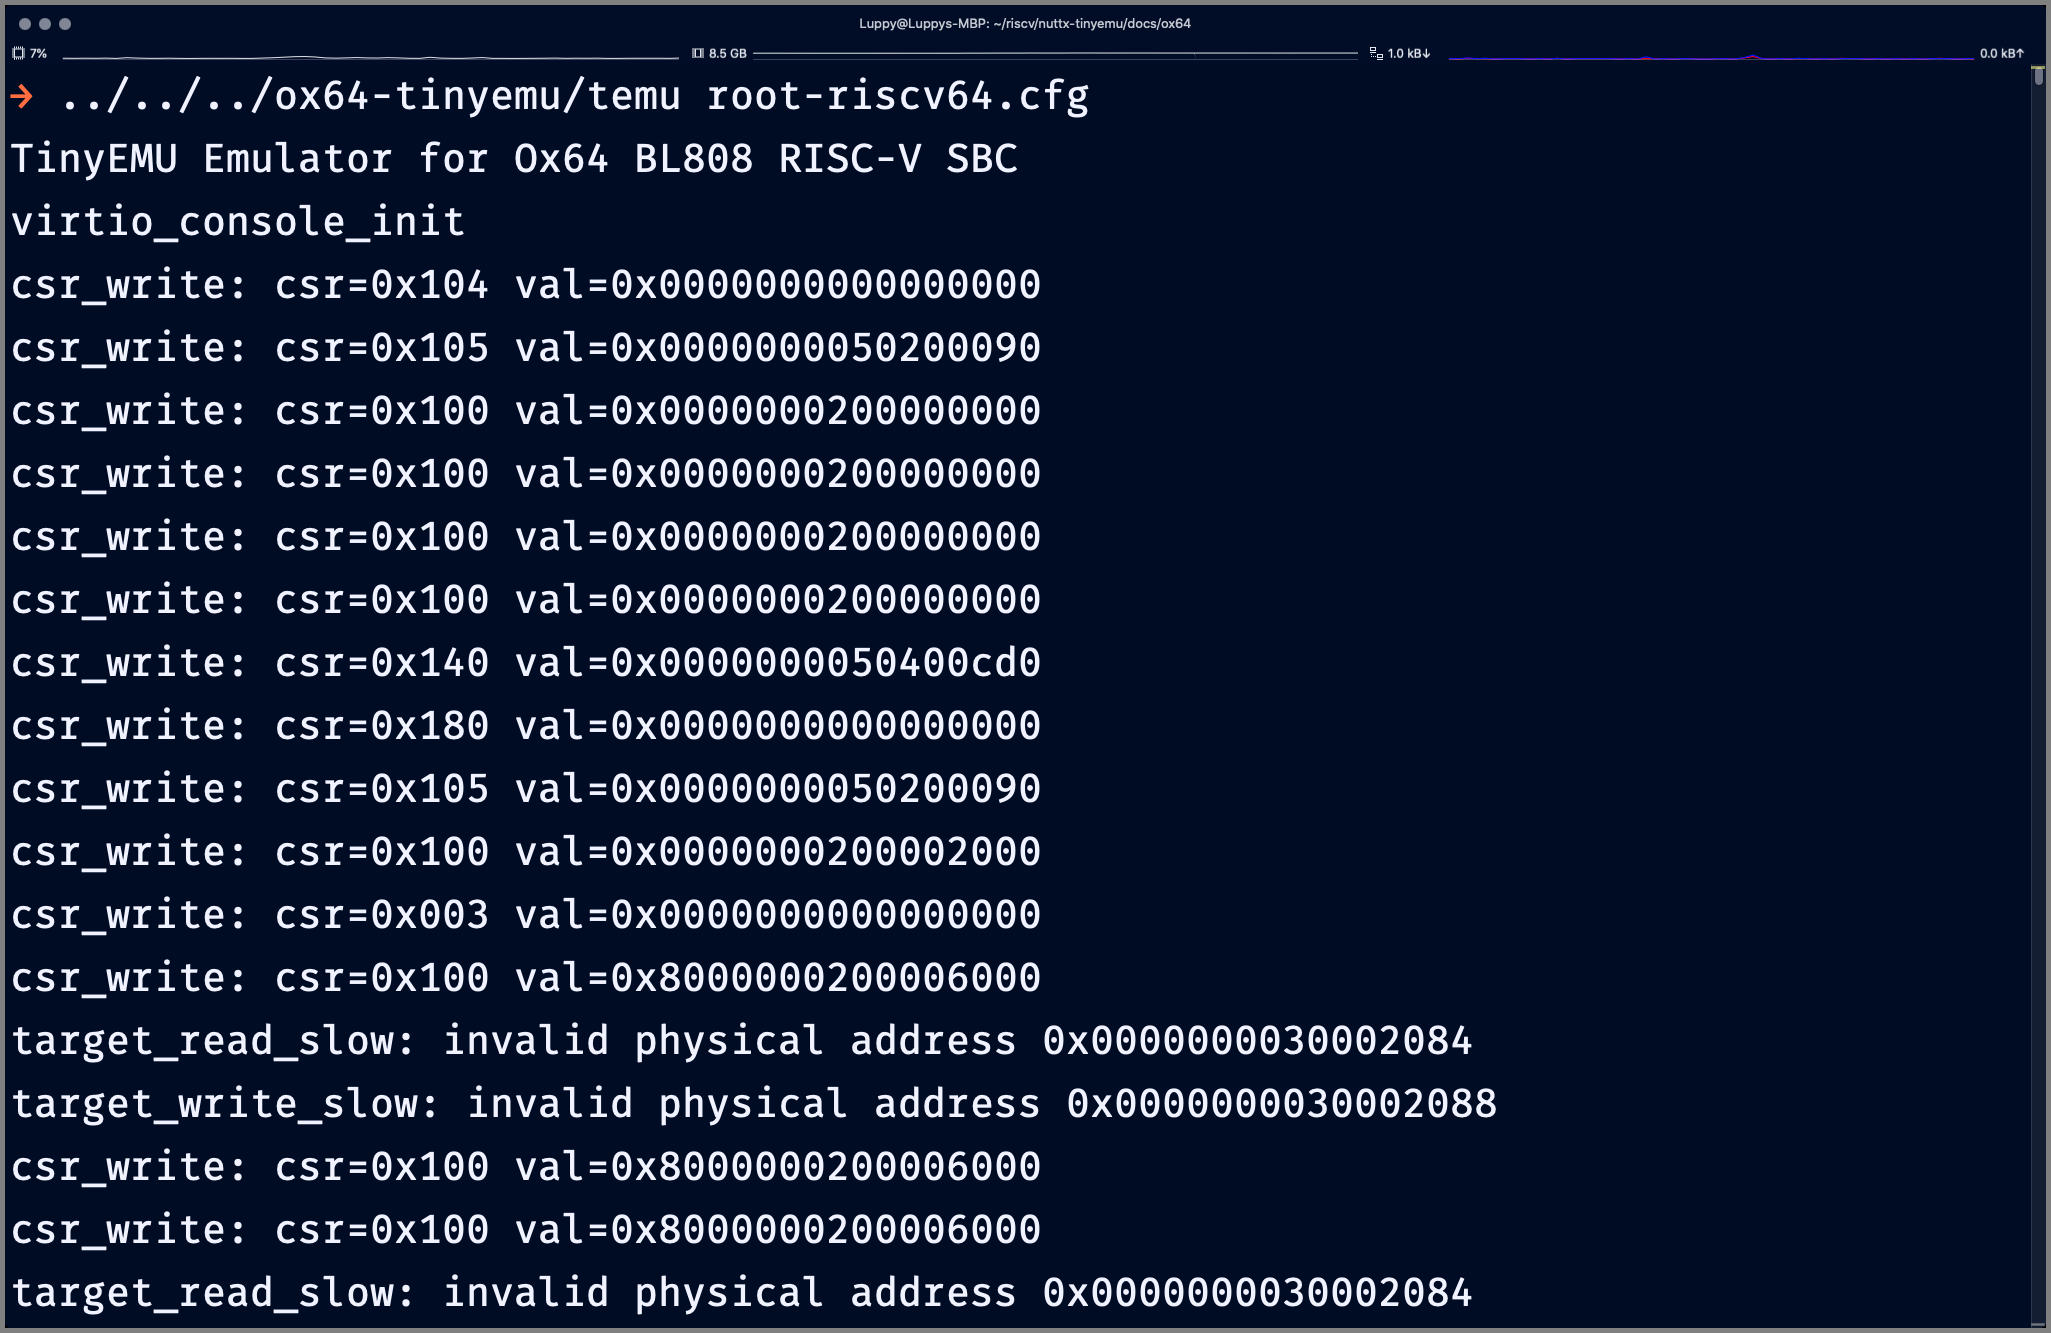 Luppy@Luppys-MBP: ~/riscv/nuttx-tinyemu/docs/ox64
7% 8.5 GB 1.0 kB↓ 0.0 kB↑
→ ../../../ox64-tinyemu/temu root-riscv64.cfg
TinyEMU Emulator for Ox64 BL808 RISC-V SBC
virtio_console_init
csr_write: csr=0x104 val=0x0000000000000000
csr_write: csr=0x105 val=0x0000000050200090
csr_write: csr=0x100 val=0x0000000200000000
csr_write: csr=0x100 val=0x0000000200000000
csr_write: csr=0x100 val=0x0000000200000000
csr_write: csr=0x100 val=0x0000000200000000
csr_write: csr=0x140 val=0x0000000050400cd0
csr_write: csr=0x180 val=0x0000000000000000
csr_write: csr=0x105 val=0x0000000050200090
csr_write: csr=0x100 val=0x0000000200002000
csr_write: csr=0x003 val=0x0000000000000000
csr_write: csr=0x100 val=0x8000000200006000
target_read_slow: invalid physical address 0x0000000030002084
target_write_slow: invalid physical address 0x0000000030002088
csr_write: csr=0x100 val=0x8000000200006000
csr_write: csr=0x100 val=0x8000000200006000
target_read_slow: invalid physical address 0x0000000030002084